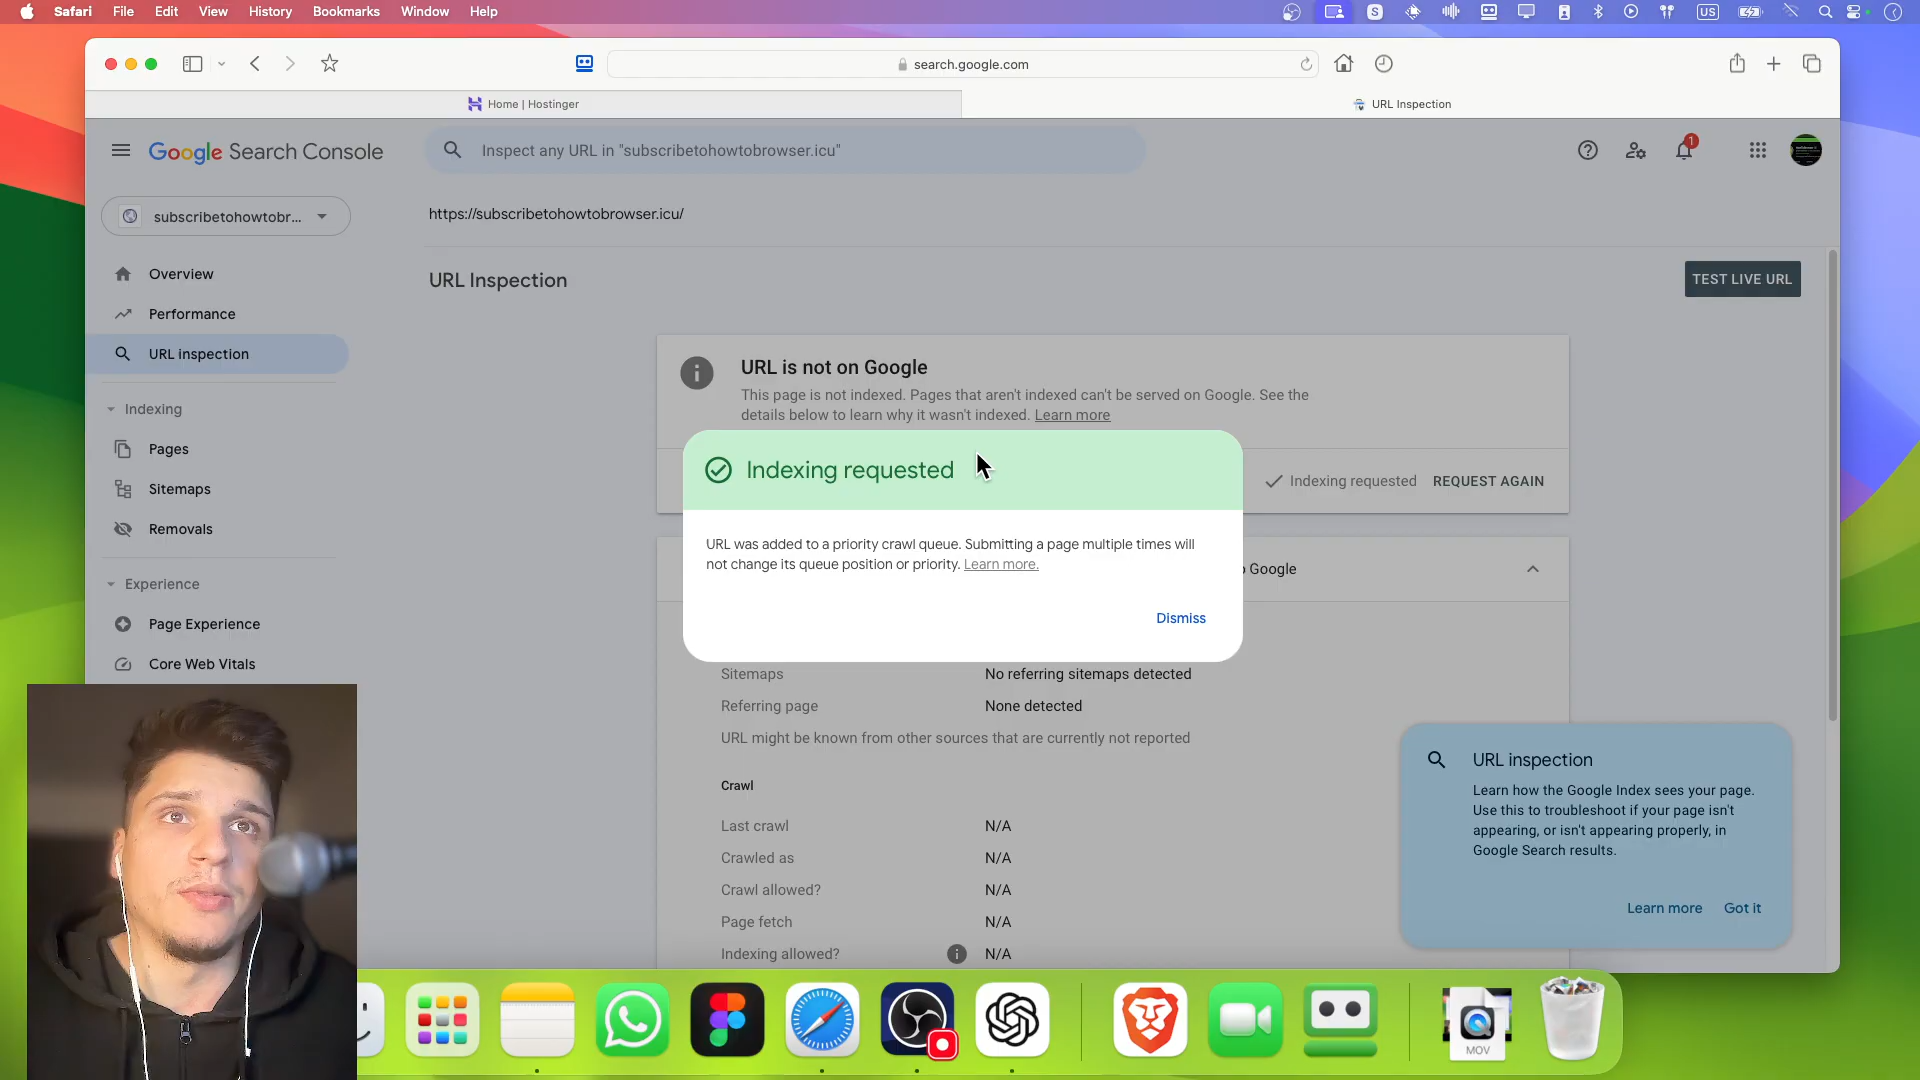 Safari File Edit View History Bookmarks Window Help
S
US
search.google.com
Home | Hostinger
URL Inspection
Google Search Console
Inspect any URL in "subscribetohowtobrowser.icu"
1
subscribetohowtobr...
https://subscribetohowtobrowser.icu/
Overview
Performance
URL inspection
Indexing
Pages
Sitemaps
Removals
Experience
Page Experience
Core Web Vitals
URL Inspection
TEST LIVE URL
URL is not on Google
This page is not indexed. Pages that aren't indexed can't be served on Google. See the
details below to learn why it wasn't indexed. Learn more
Indexing requested
REQUEST AGAIN
Indexing requested
URL was added to a priority crawl queue. Submitting a page multiple times will
not change its queue position or priority. Learn more.
Dismiss
Google
Sitemaps
No referring sitemaps detected
Referring page
None detected
URL might be known from other sources that are currently not reported
Crawl
Last crawl
N/A
Crawled as
N/A
Crawl allowed?
N/A
Page fetch
N/A
Indexing allowed?
N/A
URL inspection
Learn how the Google Index sees your page.
Use this to troubleshoot if your page isn't
appearing, or isn't appearing properly, in
Google Search results.
Learn more
Got it
MOV